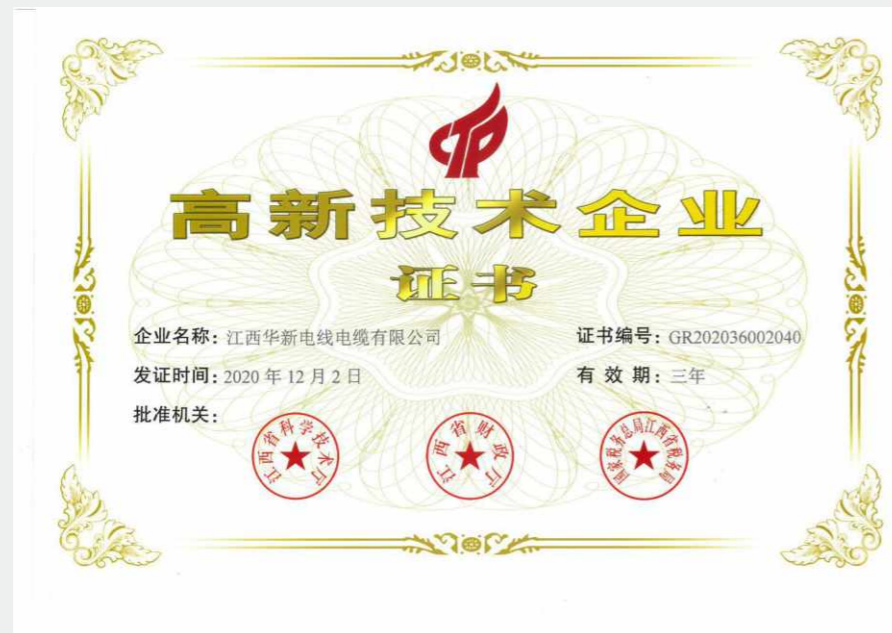 高新技术企业
证书
企业名称：江西华新电线电缆有限公司 证书编号：GR202036002040
发证时间：2020 年 12 月 2 日 有 效 期：三年
批准机关：
江西省科学技术厅 江西省财政厅 国家税务总局江西省税务局